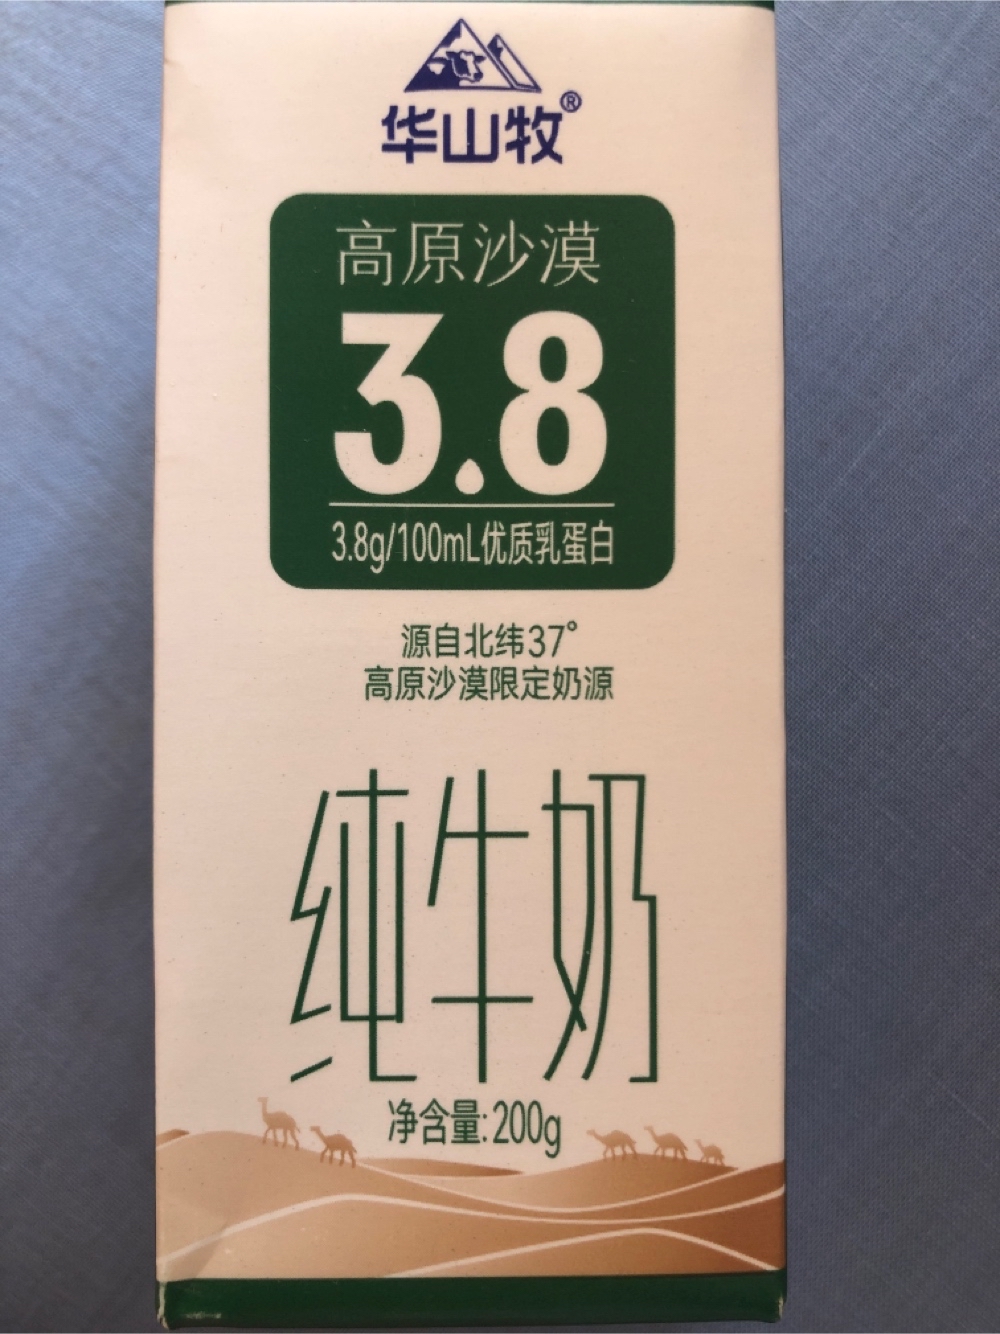 华山牧®
高原沙漠
3.8
3.8g/100mL优质乳蛋白
源自北纬37°
高原沙漠限定奶源
纯牛奶
净含量:200g